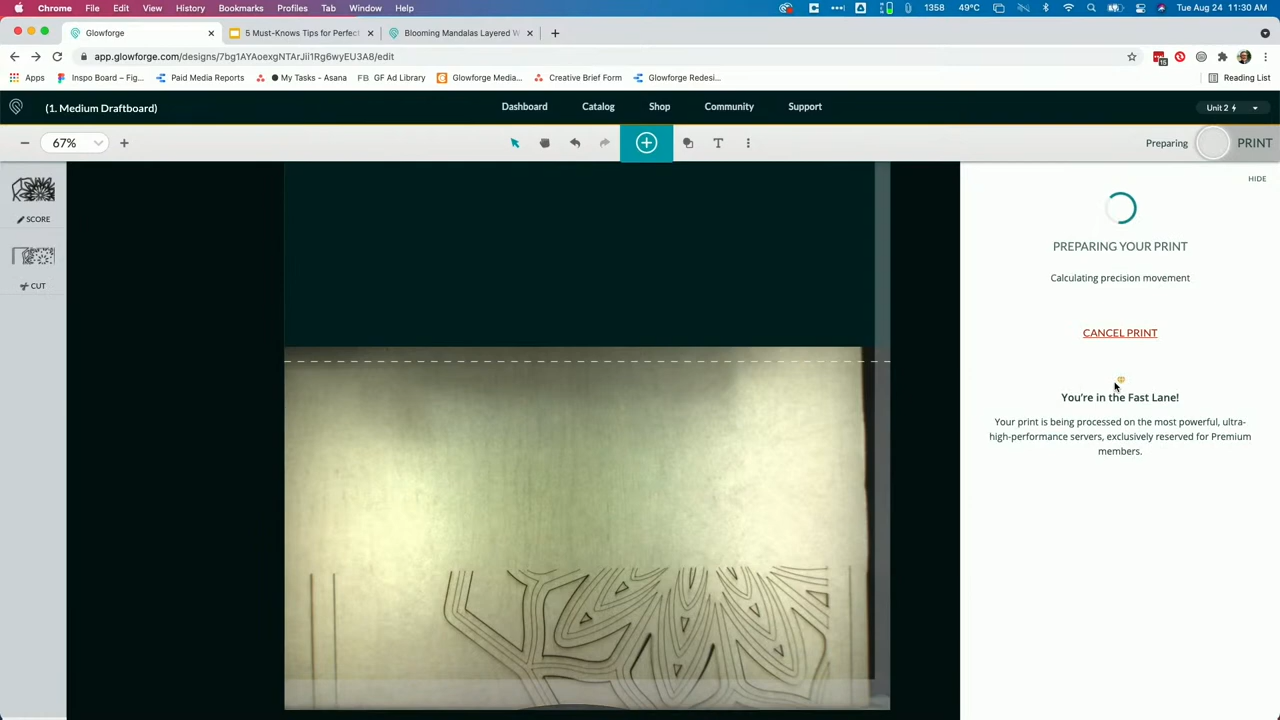 Chrome File Edit View History Bookmarks Profiles Tab Window Help 1358 49°C Tue Aug 24 11:30 AM
Glowforge 5 Must-Knows Tips for Perfect Blooming Mandalas Layered W
app.glowforge.com/designs/7bg1AYAoexgNTArJii1Rg6wyEU3A8/edit 15
Apps Inspo Board – Fig... Paid Media Reports My Tasks - Asana FB GF Ad Library Glowforge Media... Creative Brief Form Glowforge Redesi... Reading List
(1. Medium Draftboard) Dashboard Catalog Shop Community Support Unit 2
67% T Preparing PRINT
HIDE
SCORE
PREPARING YOUR PRINT
Calculating precision movement
CUT
CANCEL PRINT
You're in the Fast Lane!
Your print is being processed on the most powerful, ultra-
high-performance servers, exclusively reserved for Premium
members.